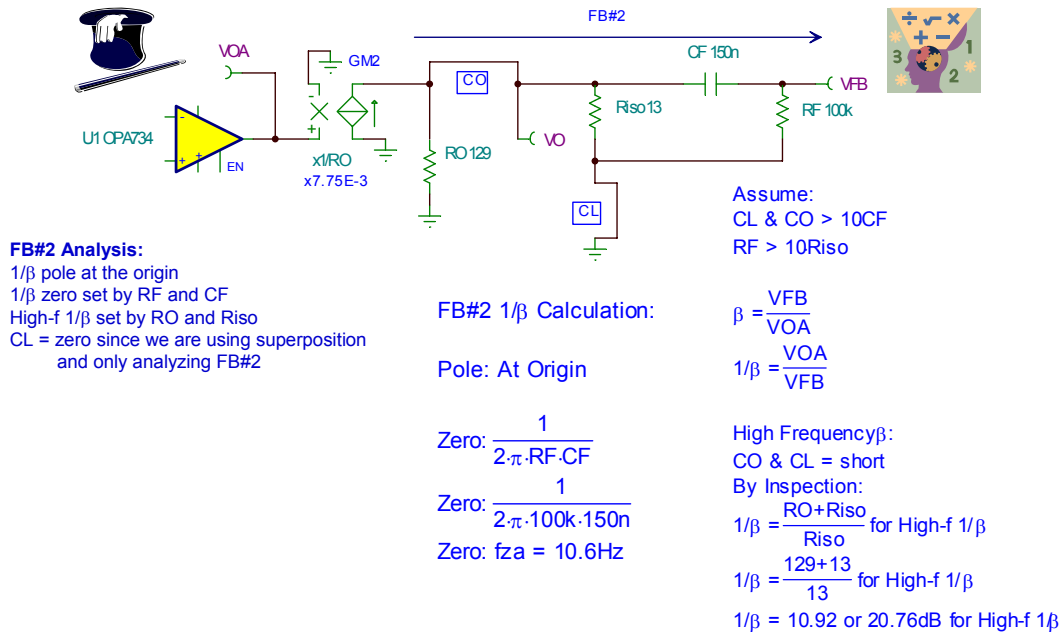 FB#2
VOA
GM2
CF 150n
VFB
CO
U1 OPA734
-
+
+
EN
-
+
x1/RO
x7.75E-3
RO 129
VO
Riso 13
RF 100k
CL
÷ √ − ×
+ −
3
1
2
Assume:
CL & CO > 10CF
RF > 10Riso
FB#2 Analysis:
1/β pole at the origin
1/β zero set by RF and CF
High-f 1/β set by RO and Riso
CL = zero since we are using superposition
and only analyzing FB#2
FB#2 1/β Calculation:
Pole: At Origin
Zero: 1
2·π·RF·CF
Zero: 1
2·π·100k·150n
Zero: fza = 10.6Hz
β = VFB
VOA
1/β = VOA
VFB
High Frequency β:
CO & CL = short
By Inspection:
1/β = RO+Riso for High-f 1/β
Riso
1/β = 129+13 for High-f 1/β
13
1/β = 10.92 or 20.76dB for High-f 1/β